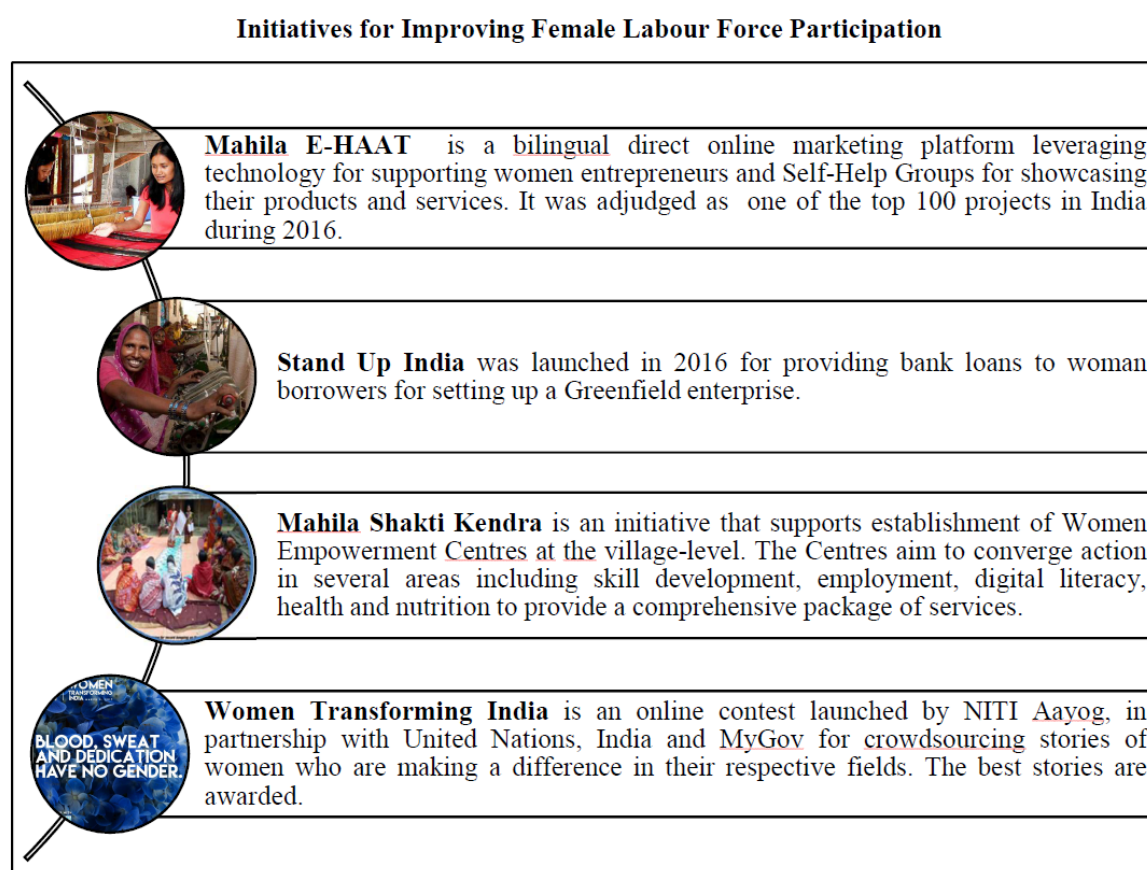 Initiatives for Improving Female Labour Force Participation
Mahila E-HAAT is a bilingual direct online marketing platform leveraging
technology for supporting women entrepreneurs and Self-Help Groups for showcasing
their products and services. It was adjudged as one of the top 100 projects in India
during 2016.
Stand Up India was launched in 2016 for providing bank loans to woman
borrowers for setting up a Greenfield enterprise.
Mahila Shakti Kendra is an initiative that supports establishment of Women
Empowerment Centres at the village-level. The Centres aim to converge action
in several areas including skill development, employment, digital literacy,
health and nutrition to provide a comprehensive package of services.
WOMEN
TRANSFORMING
INDIA
BLOOD, SWEAT
AND DEDICATION
HAVE NO GENDER.
Women Transforming India is an online contest launched by NITI Aayog, in
partnership with United Nations, India and MyGov for crowdsourcing stories of
women who are making a difference in their respective fields. The best stories are
awarded.